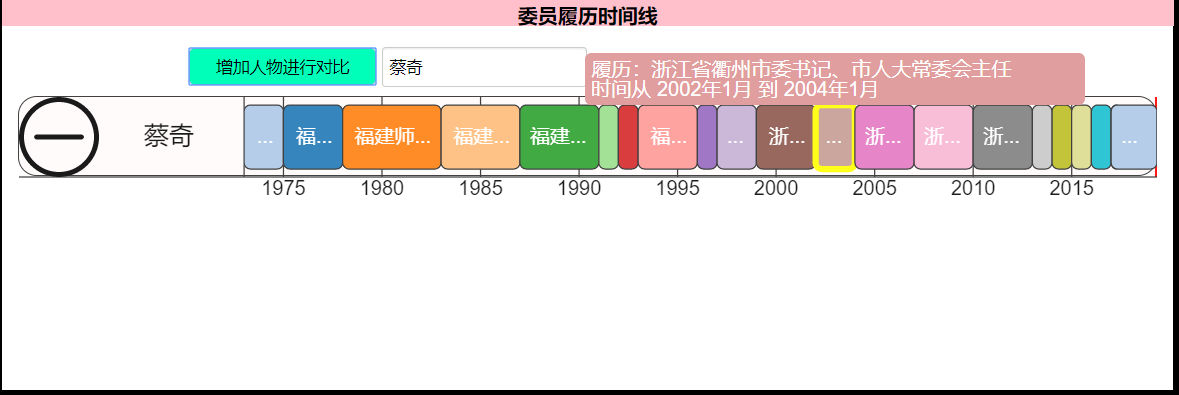 委员履历时间线
增加人物进行对比 蔡奇
履历：浙江省衢州市委书记、市人大常委会主任
时间从 2002年1月 到 2004年1月
蔡奇 ... 福... 福建师... 福建... 福建... 福... ... 浙... ... 浙... 浙... 浙... ...
1975 1980 1985 1990 1995 2000 2005 2010 2015